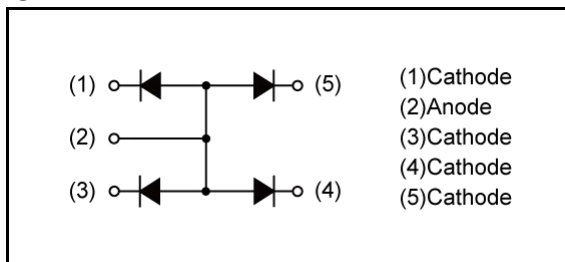 (1) (5) (1)Cathode
(2) (2)Anode
(3)Cathode
(3) (4) (4)Cathode
(5)Cathode